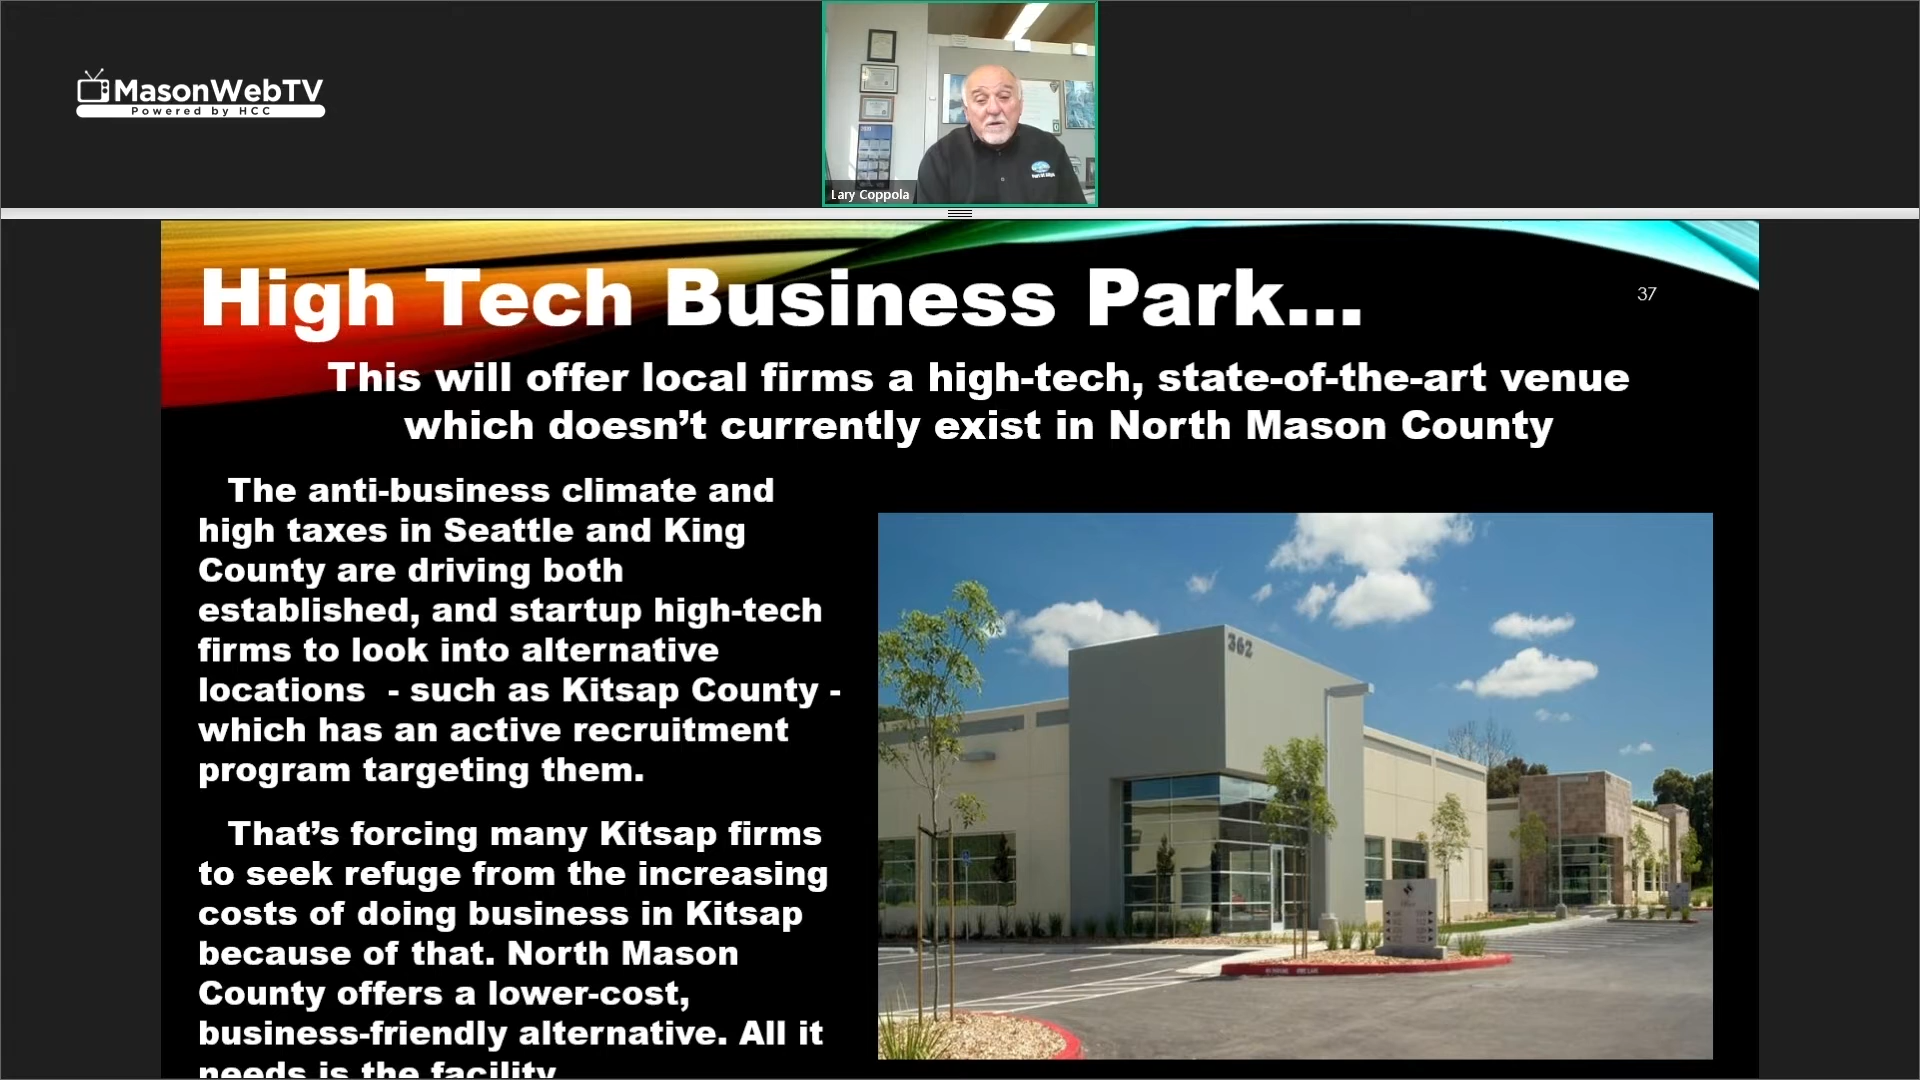 MasonWebTV
Powered by HCC
Lary Coppola
High Tech Business Park...
37
This will offer local firms a high-tech, state-of-the-art venue
which doesn’t currently exist in North Mason County
The anti-business climate and
high taxes in Seattle and King
County are driving both
established, and startup high-tech
firms to look into alternative
locations  - such as Kitsap County -
which has an active recruitment
program targeting them.
That’s forcing many Kitsap firms
to seek refuge from the increasing
costs of doing business in Kitsap
because of that. North Mason
County offers a lower-cost,
business-friendly alternative. All it
needs is the facility
362